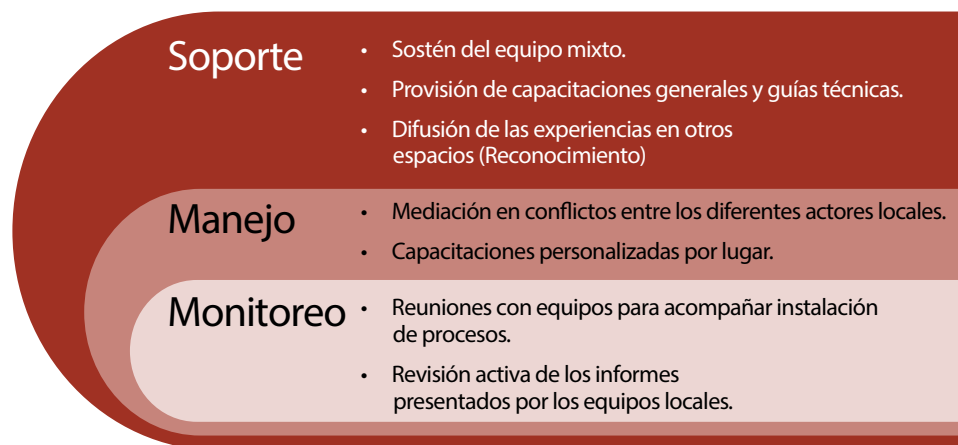 Soporte
• Sostén del equipo mixto.
• Provisión de capacitaciones generales y guías técnicas.
• Difusión de las experiencias en otros
espacios (Reconocimiento)
Manejo
• Mediación en conflictos entre los diferentes actores locales.
• Capacitaciones personalizadas por lugar.
Monitoreo
• Reuniones con equipos para acompañar instalación
de procesos.
• Revisión activa de los informes
presentados por los equipos locales.